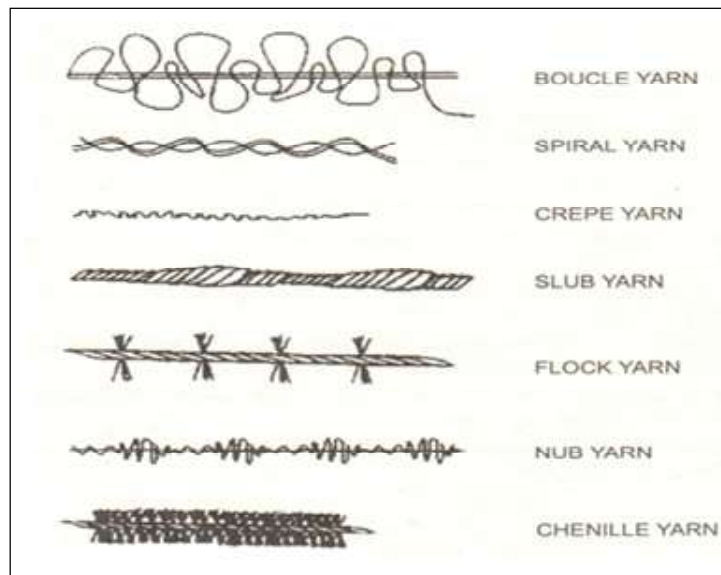 BOUCLE YARN
SPIRAL YARN
CREPE YARN
SLUB YARN
FLOCK YARN
NUB YARN
CHENILLE YARN